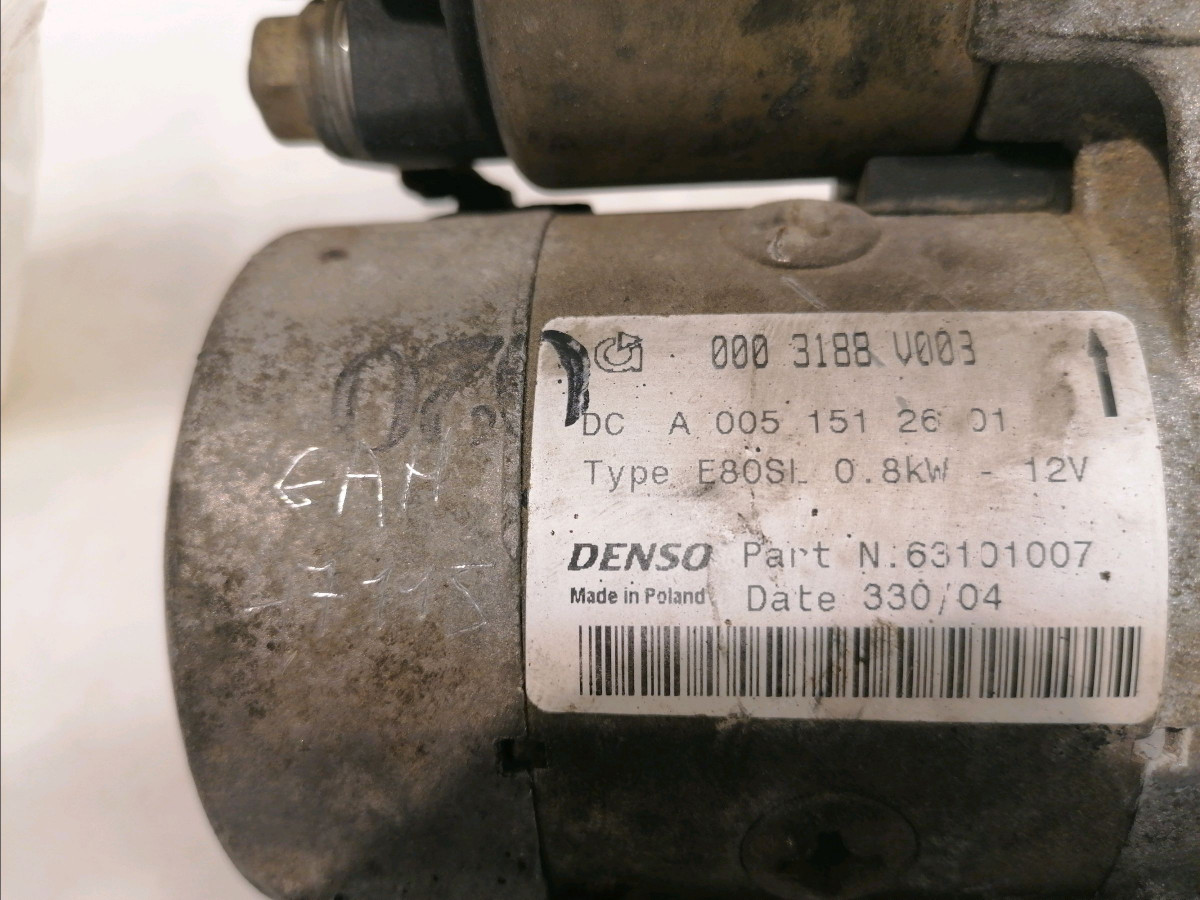 000 3188 V003
DC A 005 151 26 01
Type E80SL 0.8kW - 12V
DENSO Part N.63101007
Made in Poland Date 330/04